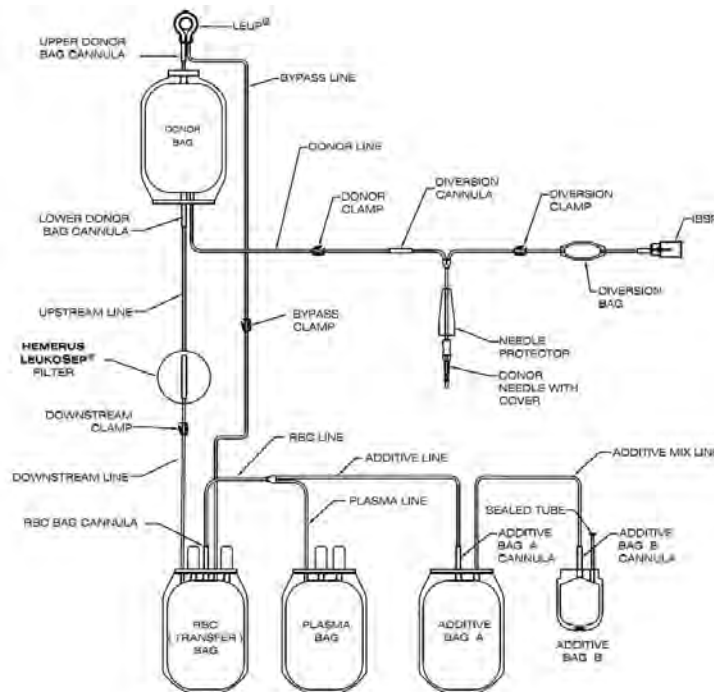 LEUP®
UPPER DONOR
BAG CANNULA
BYPASS LINE
DONOR
BAG
DONOR LINE
DONOR
CLAMP
DIVERSION
CANNULA
DIVERSION
CLAMP
LOWER DONOR
BAG CANNULA
DIVERSION
BAG
UPSTREAM LINE
BYPASS
CLAMP
NEEDLE
PROTECTOR
HEMERUS
LEUKOSEP®
FILTER
DONOR
NEEDLE WITH
COVER
DOWNSTREAM
CLAMP
RBC LINE
ADDITIVE LINE
ADDITIVE MIX LINE
DOWNSTREAM LINE
PLASMA LINE
SEALED TUBE
RBC BAG CANNULA
ADDITIVE
BAG A
CANNULA
ADDITIVE
BAG B
CANNULA
RBC
(TRANSFER)
BAG
PLASMA
BAG
ADDITIVE
BAG A
ADDITIVE
BAG B